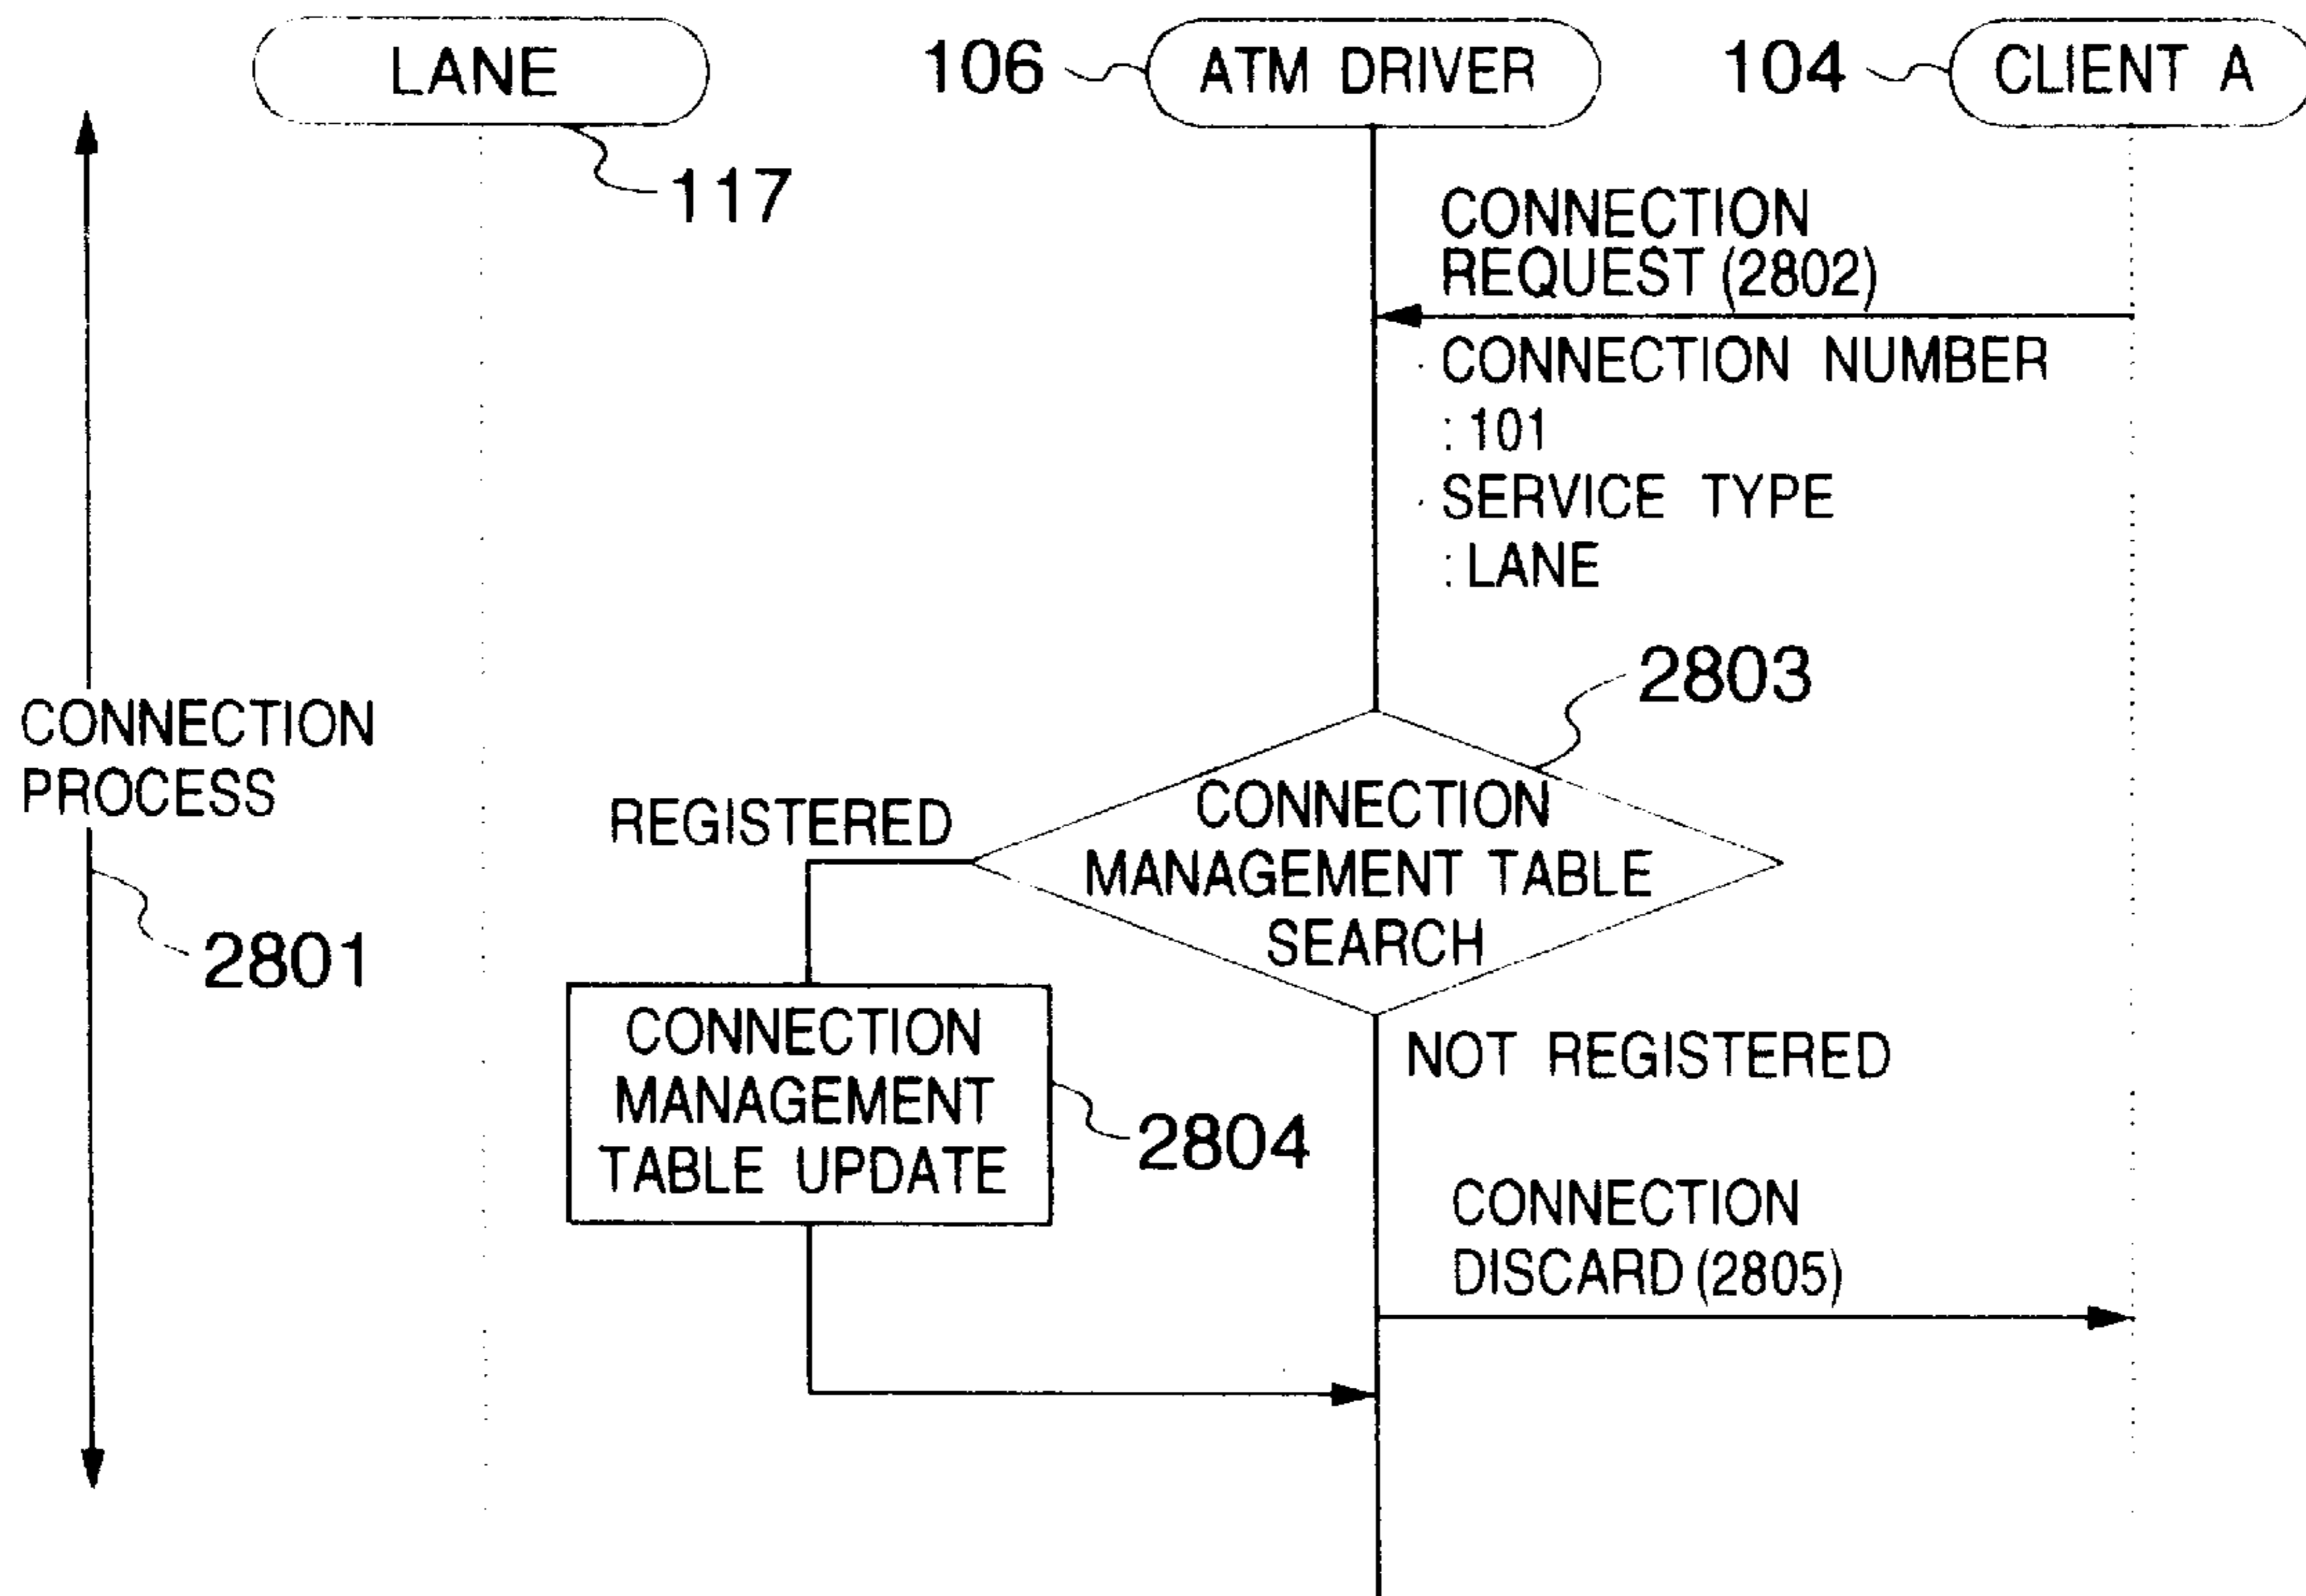 LANE
106
ATM DRIVER
104
CLIENT A
117
CONNECTION
REQUEST (2802)
· CONNECTION NUMBER
: 101
· SERVICE TYPE
: LANE
2803
CONNECTION
PROCESS
2801
REGISTERED
CONNECTION
MANAGEMENT TABLE
SEARCH
CONNECTION
MANAGEMENT
TABLE UPDATE
2804
NOT REGISTERED
CONNECTION
DISCARD (2805)